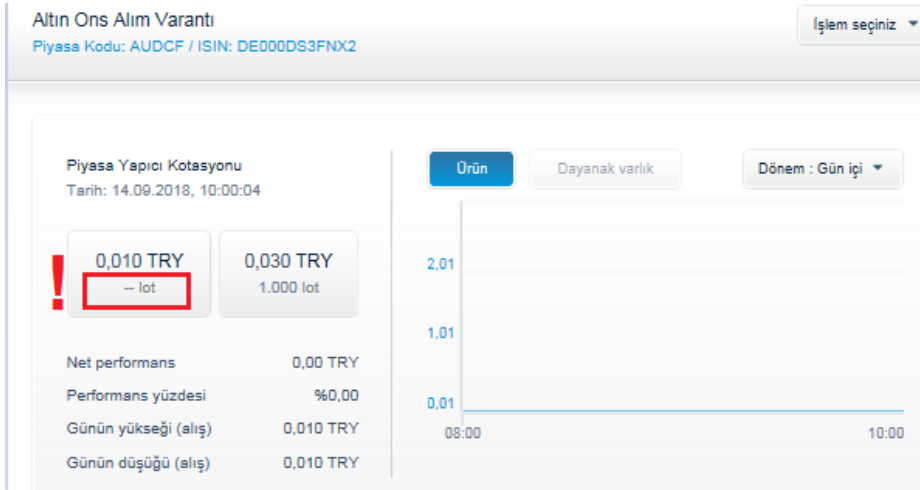 Altın Ons Alım Varantı
Piyasa Kodu: AUDCF / ISIN: DE000DS3FNX2
İşlem seçiniz
Piyasa Yapıcı Kotasyonu
Tarih: 14.09.2018, 10:00:04
0,010 TRY
-- lot
0,030 TRY
1.000 lot
Net performans 0,00 TRY
Performans yüzdesi %0,00
Günün yükseği (alış) 0,010 TRY
Günün düşüğü (alış) 0,010 TRY
Ürün
Dayanak varlık
Dönem : Gün içi
2,01
1,01
0,01
08:00 10:00